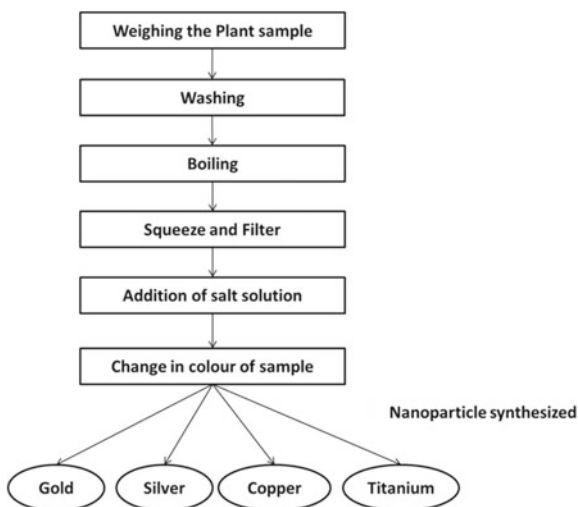 Weighing the Plant sample
Washing
Boiling
Squeeze and Filter
Addition of salt solution
Change in colour of sample
Nanoparticle synthesized
Gold
Silver
Copper
Titanium